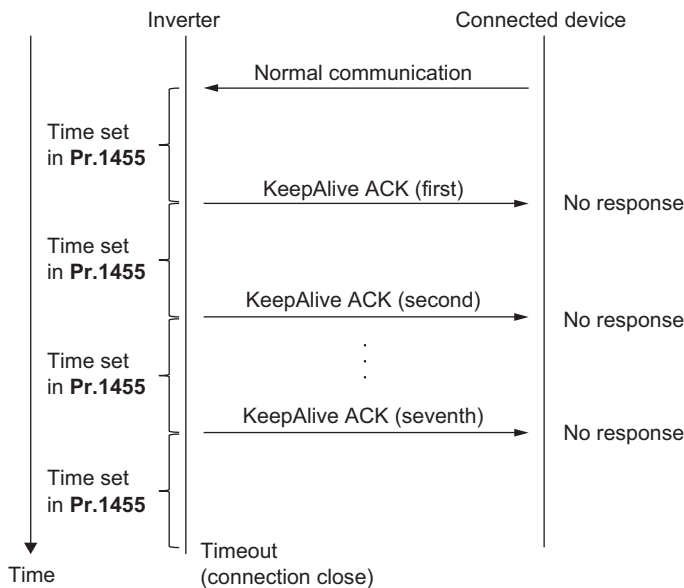 Inverter
Connected device
Normal communication
Time set
in Pr.1455
KeepAlive ACK (first)
No response
Time set
in Pr.1455
KeepAlive ACK (second)
No response
Time set
in Pr.1455
KeepAlive ACK (seventh)
No response
Time set
in Pr.1455
Timeout
(connection close)
Time